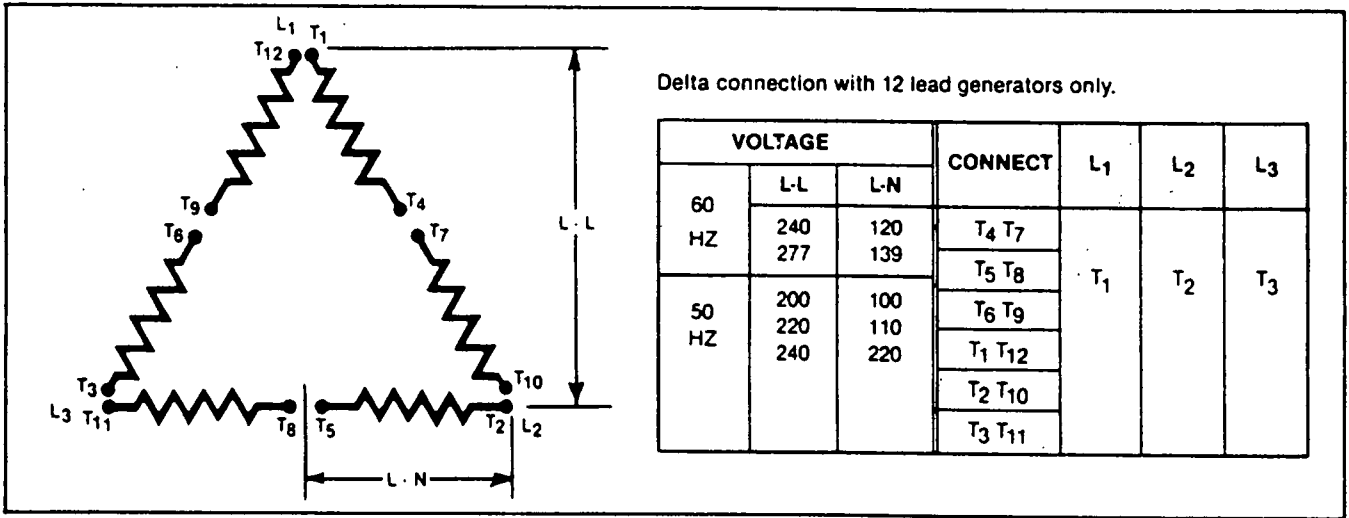 L1 T1
T12
T9
T6
T4
T7
T3
L3 T11
T8
T5
T10
T2 L2
L-L
L-N
Delta connection with 12 lead generators only.
VOLTAGE CONNECT L1 L2 L3
60 HZ L-L L-N
240 120 T4 T7
277 139 T5 T8
T1 T2 T3
50 HZ
200 100 T6 T9
220 110 T1 T12
240 220 T2 T10
T3 T11